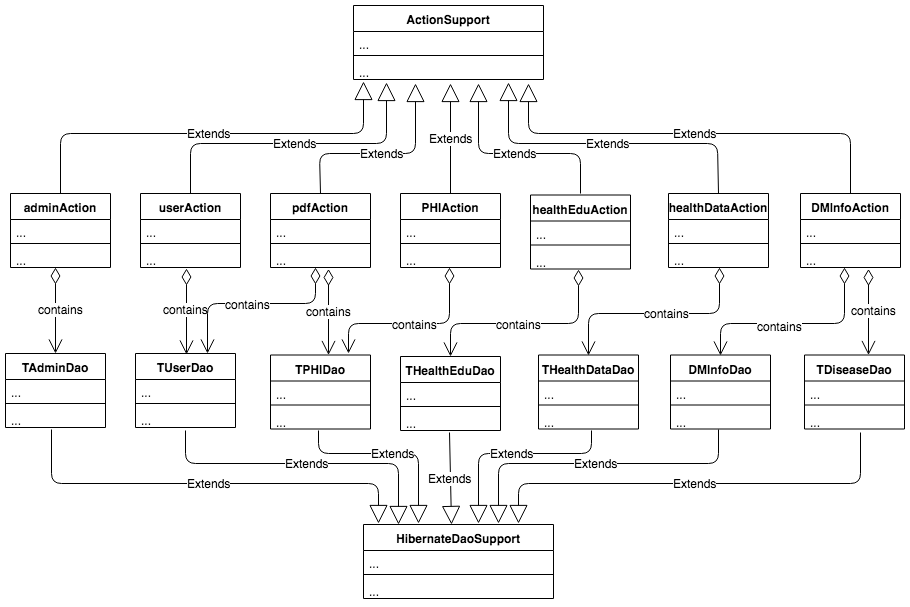 ActionSupport
...
...
Extends
Extends
Extends
Extends
Extends
Extends
Extends
adminAction
...
...
userAction
...
...
pdfAction
...
...
PHIAction
...
...
healthEduAction
...
...
healthDataAction
...
...
DMInfoAction
...
...
contains
contains
contains
contains
contains
contains
contains
contains
contains
TAdminDao
...
...
TUserDao
...
...
TPHIDao
...
...
THealthEduDao
...
...
THealthDataDao
...
...
DMInfoDao
...
...
TDiseaseDao
...
...
Extends
Extends
Extends
Extends
Extends
Extends
Extends
HibernateDaoSupport
...
...